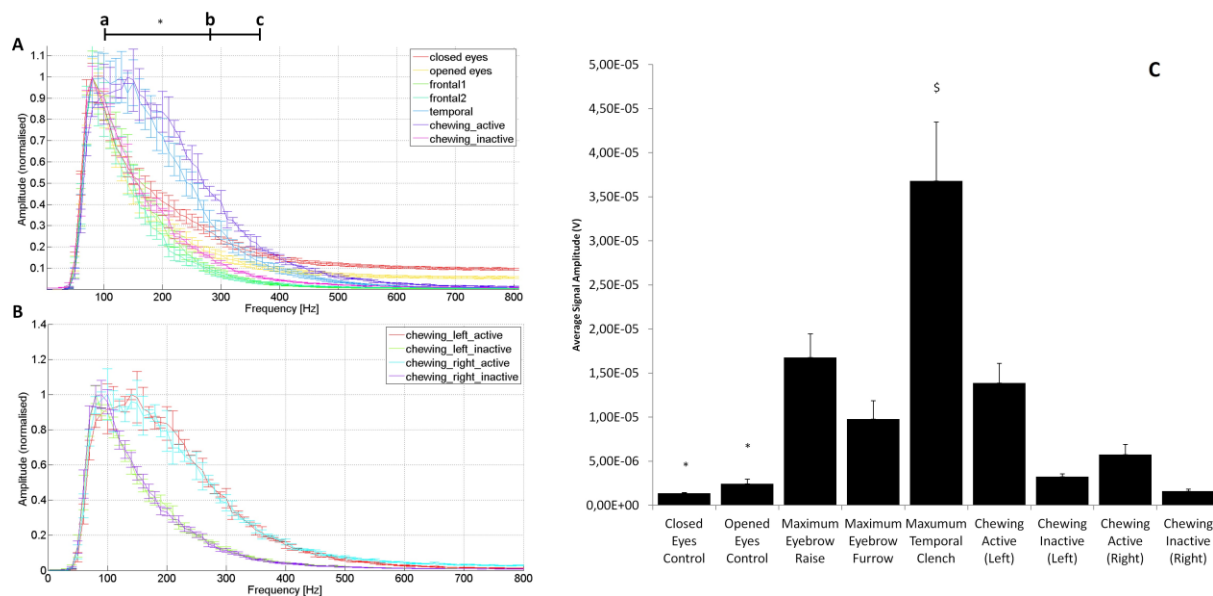 a * b c
A
1.1
1
0.9
0.8
0.7
0.6
0.5
0.4
0.3
0.2
0.1
Amplitude (normalised)
closed eyes
opened eyes
frontal1
frontal2
temporal
chewing_active
chewing_inactive
100 200 300 400 500 600 700 800
Frequency [Hz]
B
1.4
1.2
1
0.8
0.6
0.4
0.2
0
Amplitude (normalised)
chewing_left_active
chewing_left_inactive
chewing_right_active
chewing_right_inactive
0 100 200 300 400 500 600 700 800
Frequency [Hz]
C
5,00E-05
4,50E-05
4,00E-05
3,50E-05
3,00E-05
2,50E-05
2,00E-05
1,50E-05
1,00E-05
5,00E-06
0,00E+00
Average Signal Amplitude (V)
$
*
*
Closed
Eyes
Control
Opened
Eyes
Control
Maximum
Eyebrow
Raise
Maximum
Eyebrow
Furrow
Maxumum
Temporal
Clench
Chewing
Active
(Left)
Chewing
Inactive
(Left)
Chewing
Active
(Right)
Chewing
Inactive
(Right)